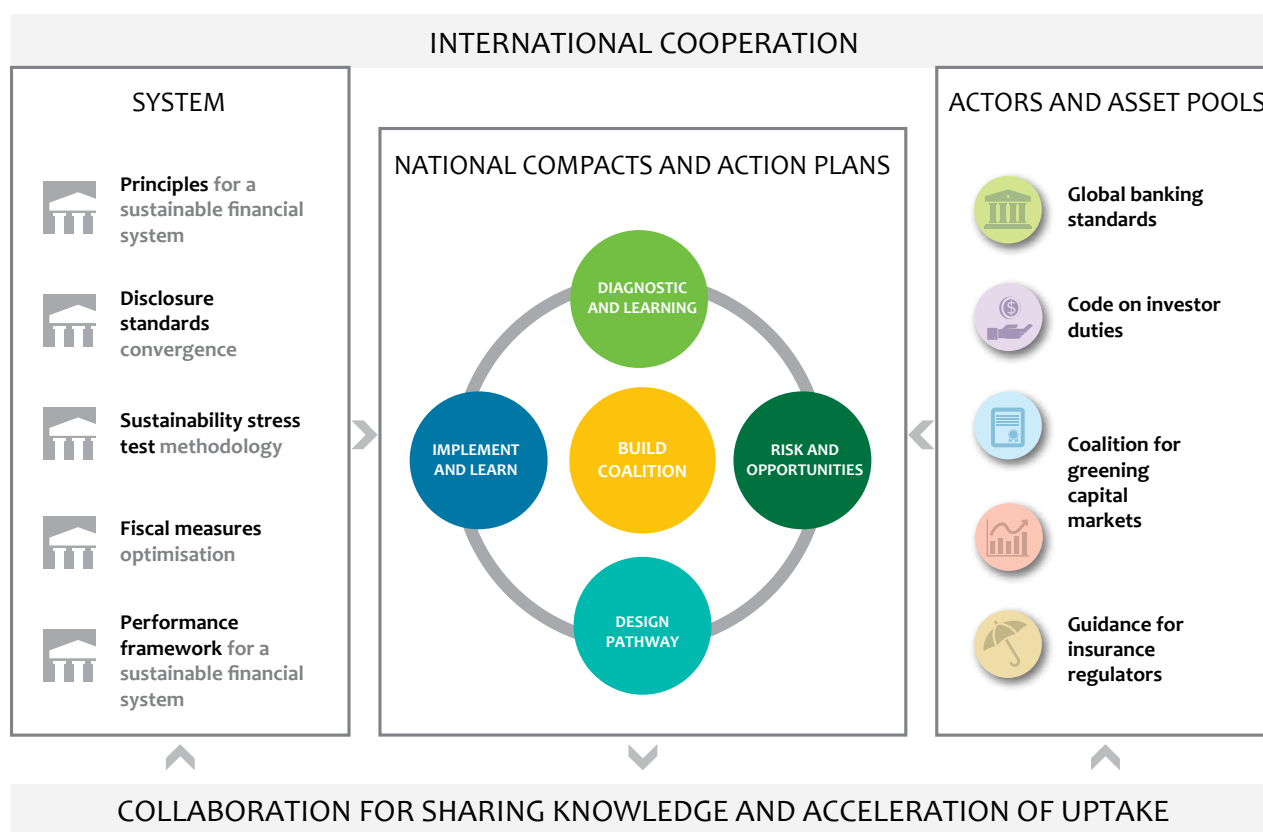 INTERNATIONAL COOPERATION
SYSTEM
Principles for a
sustainable financial
system
Disclosure
standards
convergence
Sustainability stress
test methodology
Fiscal measures
optimisation
Performance
framework for a
sustainable financial
system
NATIONAL COMPACTS AND ACTION PLANS
DIAGNOSTIC
AND LEARNING
IMPLEMENT
AND LEARN
BUILD
COALITION
RISK AND
OPPORTUNITIES
DESIGN
PATHWAY
ACTORS AND ASSET POOLS
Global banking
standards
Code on investor
duties
$
Coalition for
greening
capital
markets
Guidance for
insurance
regulators
COLLABORATION FOR SHARING KNOWLEDGE AND ACCELERATION OF UPTAKE